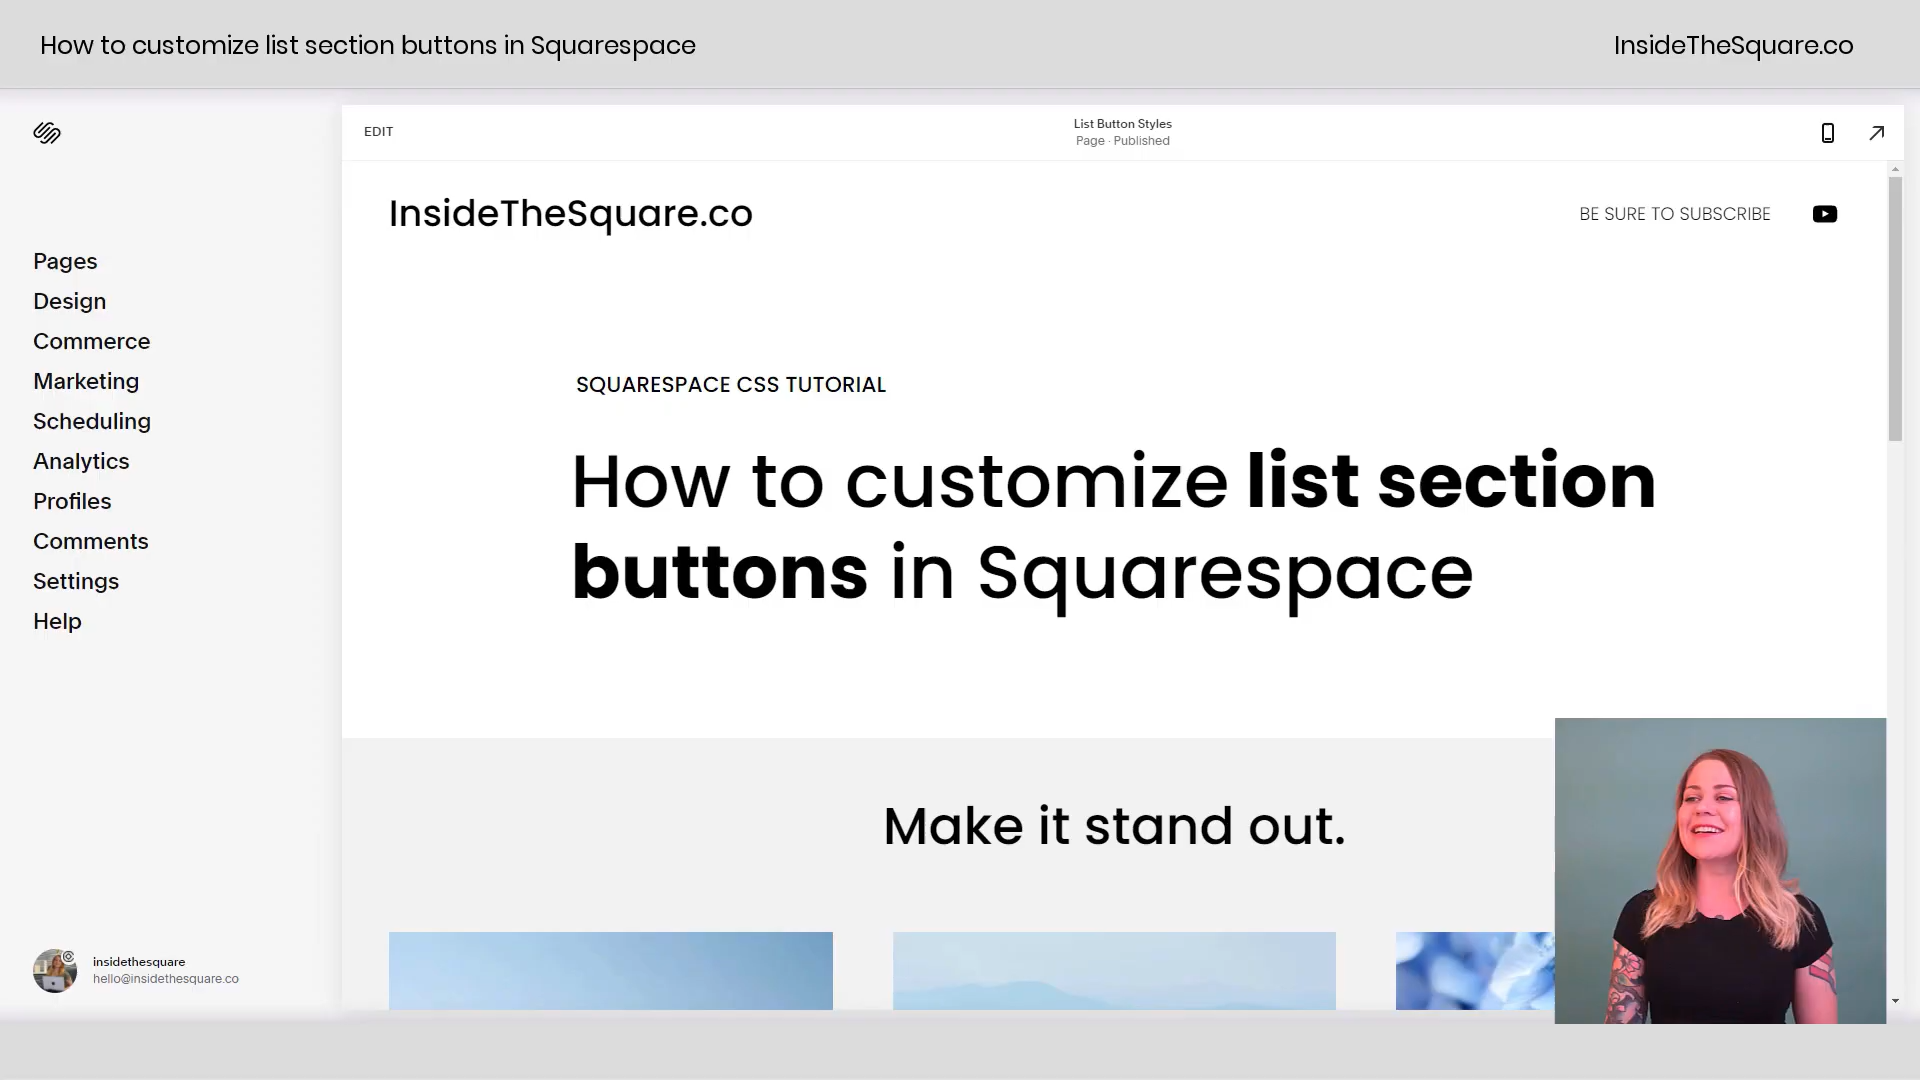 How to customize list section buttons in Squarespace
InsideTheSquare.co
EDIT
List Button Styles
Page · Published
InsideTheSquare.co
BE SURE TO SUBSCRIBE
Pages
Design
Commerce
Marketing
Scheduling
Analytics
Profiles
Comments
Settings
Help
SQUARESPACE CSS TUTORIAL
How to customize list section
buttons in Squarespace
Make it stand out.
insidethesquare
hello@insidethesquare.co